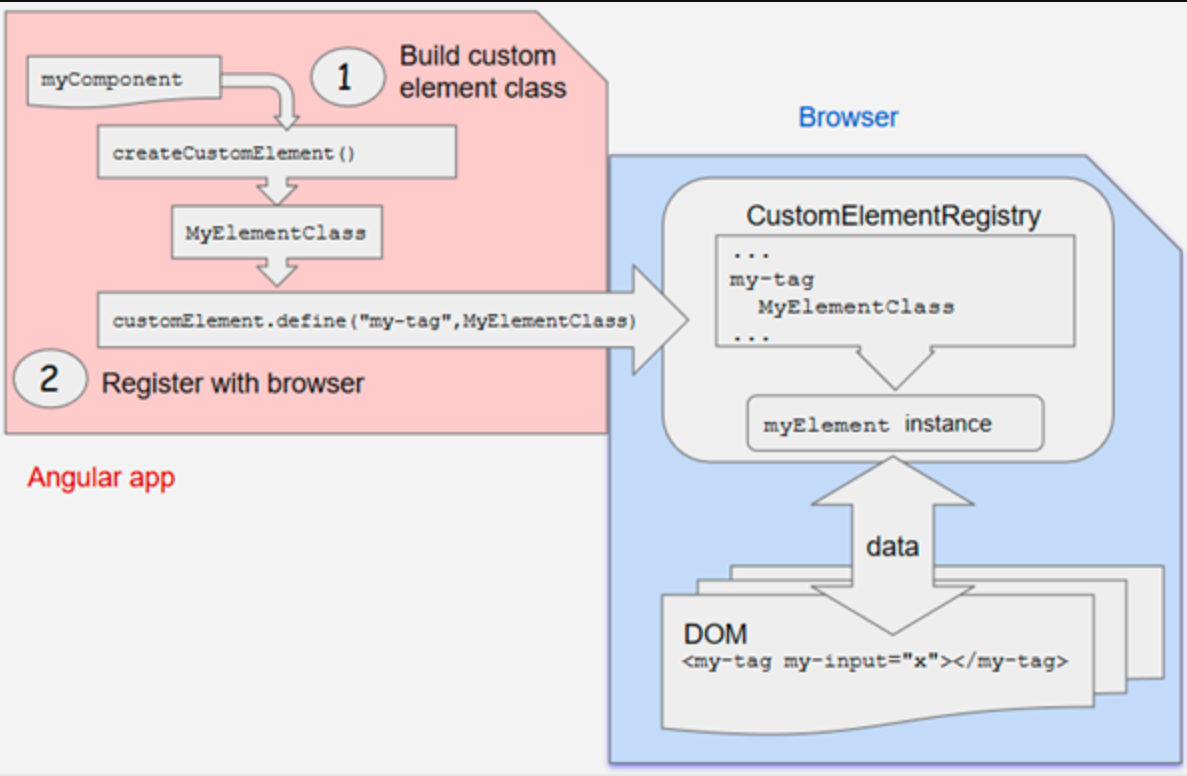 myComponent
1
Build custom
element class
createCustomElement()
MyElementClass
customElement.define("my-tag",MyElementClass)
2
Register with browser
Angular app
Browser
CustomElementRegistry
...
my-tag
MyElementClass
...
myElement instance
data
DOM
<my-tag my-input="x"></my-tag>